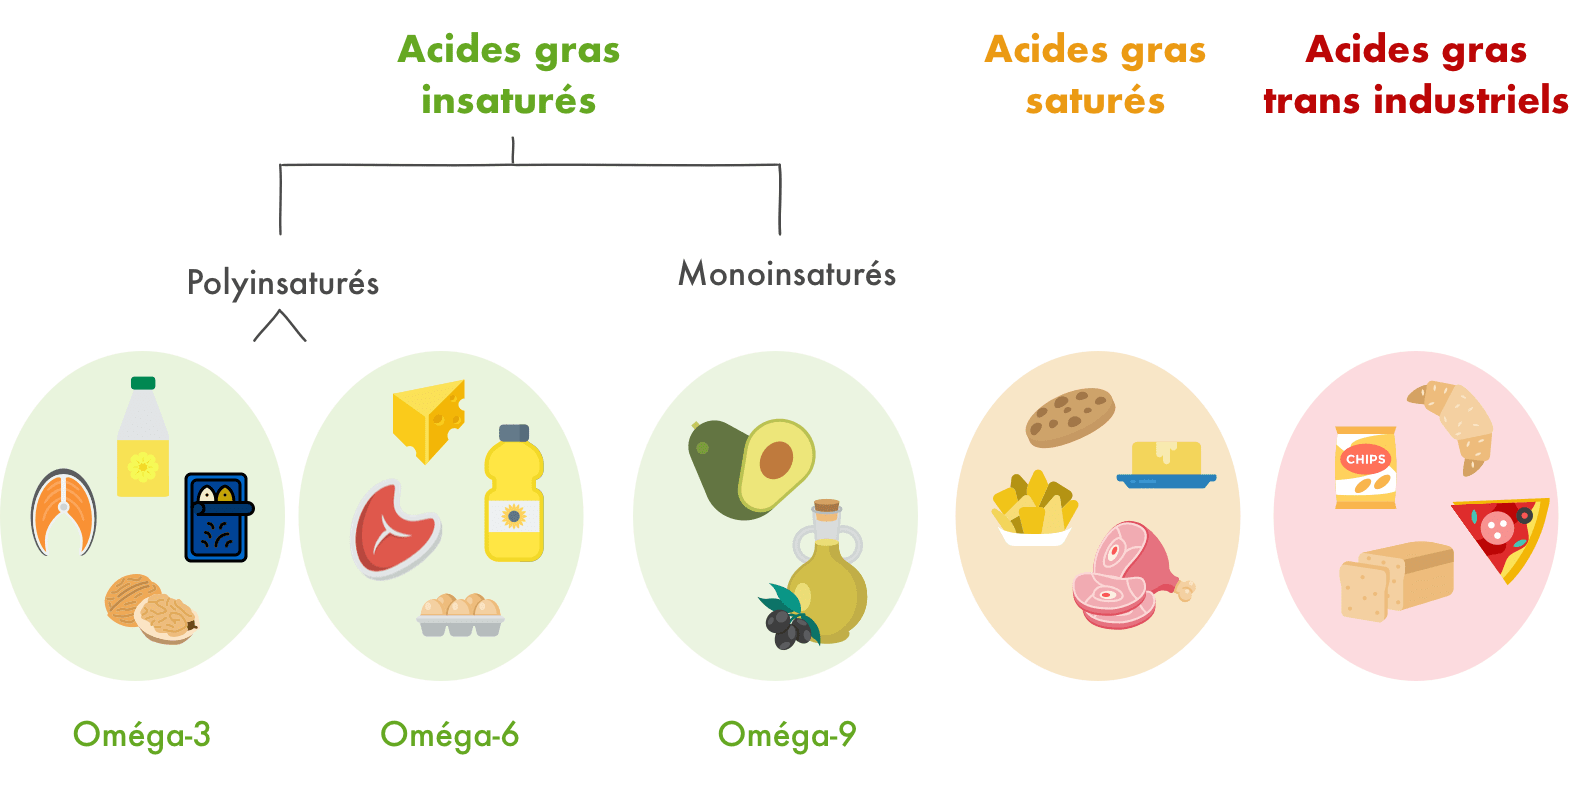 Acides gras
insaturés
Acides gras
saturés
Acides gras
trans industriels
Polyinsaturés
Monoinsaturés
CHIPS
Oméga-3
Oméga-6
Oméga-9